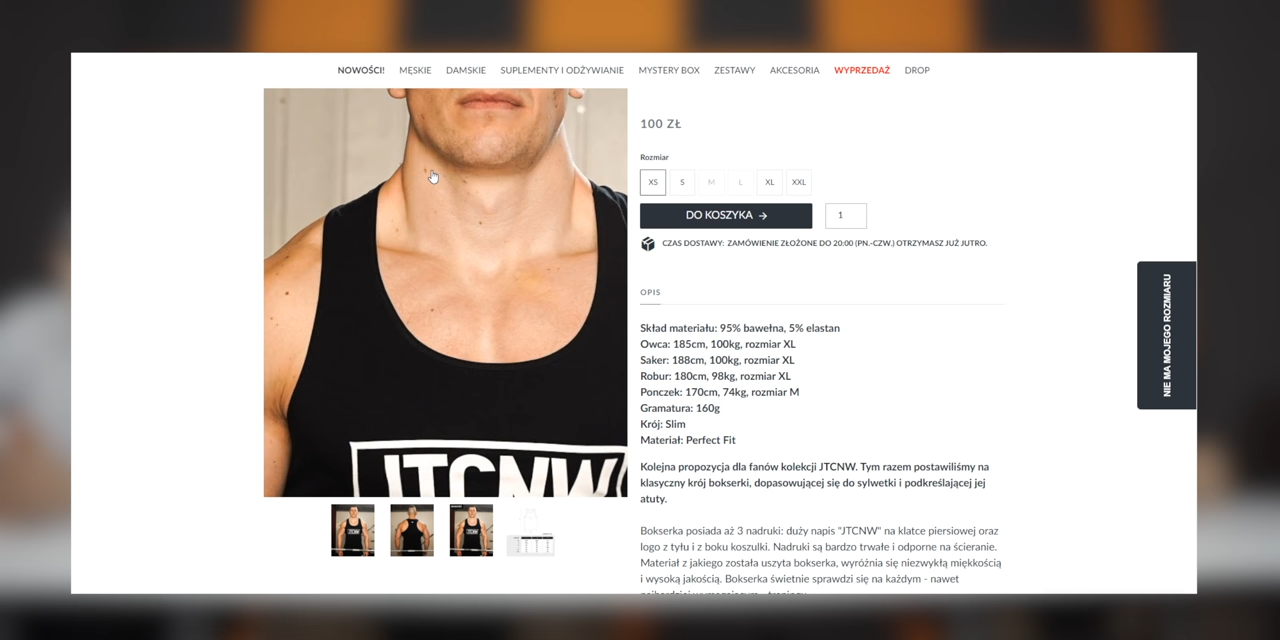 NOWOŚCI! MĘSKIE DAMSKIE SUPLEMENTY I ODŻYWIANIE MYSTERY BOX ZESTAWY AKCESORIA WYPRZEDAŻ DROP
100 ZŁ
Rozmiar
XS S M L XL XXL
DO KOSZYKA → 1
CZAS DOSTAWY: ZAMÓWIENIE ZŁOŻONE DO 20:00 (PN.-CZW.) OTRZYMASZ JUŻ JUTRO.
NIE MA MOJEGO ROZMIARU
OPIS
Skład materiału: 95% bawełna, 5% elastan
Owca: 185cm, 100kg, rozmiar XL
Saker: 188cm, 100kg, rozmiar XL
Robur: 180cm, 98kg, rozmiar XL
Ponczek: 170cm, 74kg, rozmiar M
Gramatura: 160g
Krój: Slim
Materiał: Perfect Fit
Kolejna propozycja dla fanów kolekcji JTCNW. Tym razem postawiliśmy na
klasyczny krój bokserki, dopasowującej się do sylwetki i podkreślającej jej
atuty.
Bokserka posiada aż 3 nadruki: duży napis "JTCNW" na klatce piersiowej oraz
logo z tyłu i z boku koszulki. Nadruki są bardzo trwałe i odporne na ścieranie.
Materiał z jakiego została uszyta bokserka, wyróżnia się niezwykłą miękkością
i wysoką jakością. Bokserka świetnie sprawdzi się na każdym - nawet
JTCNW